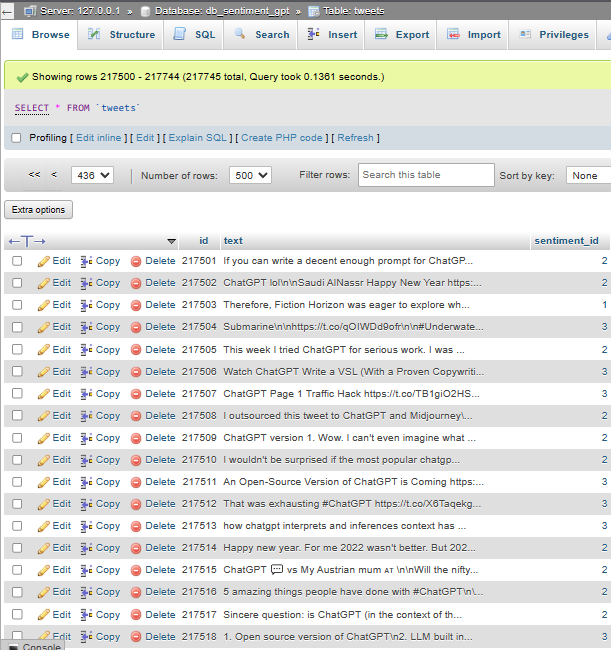 Server: 127.0.0.1 » Database: db_sentiment_gpt » Table: tweets
Browse Structure SQL Search Insert Export Import Privileges
Showing rows 217500 - 217744 (217745 total, Query took 0.1361 seconds.)
SELECT * FROM `tweets`
Profiling [ Edit inline ] [ Edit ] [ Explain SQL ] [ Create PHP code ] [ Refresh ]
<< < 436 Number of rows: 500 Filter rows: Search this table Sort by key: None
Extra options
←T→ id text sentiment_id
Edit Copy Delete 217501 If you can write a decent enough prompt for ChatGP... 2
Edit Copy Delete 217502 ChatGPT lol\n\nSaudi AlNassr Happy New Year https:... 2
Edit Copy Delete 217503 Therefore, Fiction Horizon was eager to explore wh... 1
Edit Copy Delete 217504 Submarine\n\nhttps://t.co/qOIWDd9ofr\n\n#Underwate... 3
Edit Copy Delete 217505 This week I tried ChatGPT for serious work. I was ... 2
Edit Copy Delete 217506 Watch ChatGPT Write a VSL (With a Proven Copywriti... 3
Edit Copy Delete 217507 ChatGPT Page 1 Traffic Hack https://t.co/TB1giO2HS... 3
Edit Copy Delete 217508 I outsourced this tweet to ChatGPT and Midjourney\... 2
Edit Copy Delete 217509 ChatGPT version 1. Wow. I can't even imagine what ... 2
Edit Copy Delete 217510 I wouldn't be surprised if the most popular chatgp... 2
Edit Copy Delete 217511 An Open-Source Version of ChatGPT is Coming https:... 3
Edit Copy Delete 217512 That was exhausting #ChatGPT https://t.co/X6Taqekg... 3
Edit Copy Delete 217513 how chatgpt interprets and inferences context has ... 3
Edit Copy Delete 217514 Happy new year. For me 2022 wasn't better. But 202... 2
Edit Copy Delete 217515 ChatGPT 💬 vs My Austrian mum ᴀᴛ \n\nWill the nifty... 2
Edit Copy Delete 217516 5 amazing things people have done with #ChatGPT\n\... 2
Edit Copy Delete 217517 Sincere question: is ChatGPT (in the context of th... 2
Edit Copy Delete 217518 1. Open source version of ChatGPT\n2. LLM built in... 3
Console